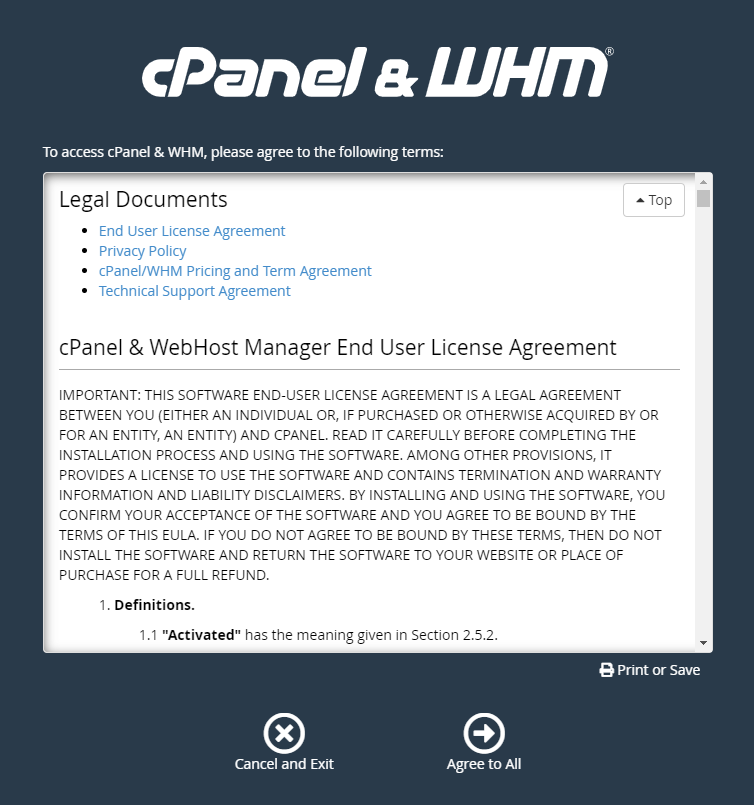 cPanel & WHM®
To access cPanel & WHM, please agree to the following terms:
Legal Documents
Top
End User License Agreement
Privacy Policy
cPanel/WHM Pricing and Term Agreement
Technical Support Agreement
cPanel & WebHost Manager End User License Agreement
IMPORTANT: THIS SOFTWARE END-USER LICENSE AGREEMENT IS A LEGAL AGREEMENT
BETWEEN YOU (EITHER AN INDIVIDUAL OR, IF PURCHASED OR OTHERWISE ACQUIRED BY OR
FOR AN ENTITY, AN ENTITY) AND CPANEL. READ IT CAREFULLY BEFORE COMPLETING THE
INSTALLATION PROCESS AND USING THE SOFTWARE. AMONG OTHER PROVISIONS, IT
PROVIDES A LICENSE TO USE THE SOFTWARE AND CONTAINS TERMINATION AND WARRANTY
INFORMATION AND LIABILITY DISCLAIMERS. BY INSTALLING AND USING THE SOFTWARE, YOU
CONFIRM YOUR ACCEPTANCE OF THE SOFTWARE AND YOU AGREE TO BE BOUND BY THE
TERMS OF THIS EULA. IF YOU DO NOT AGREE TO BE BOUND BY THESE TERMS, THEN DO NOT
INSTALL THE SOFTWARE AND RETURN THE SOFTWARE TO YOUR WEBSITE OR PLACE OF
PURCHASE FOR A FULL REFUND.
1. Definitions.
1.1 "Activated" has the meaning given in Section 2.5.2.
Print or Save
Cancel and Exit
Agree to All